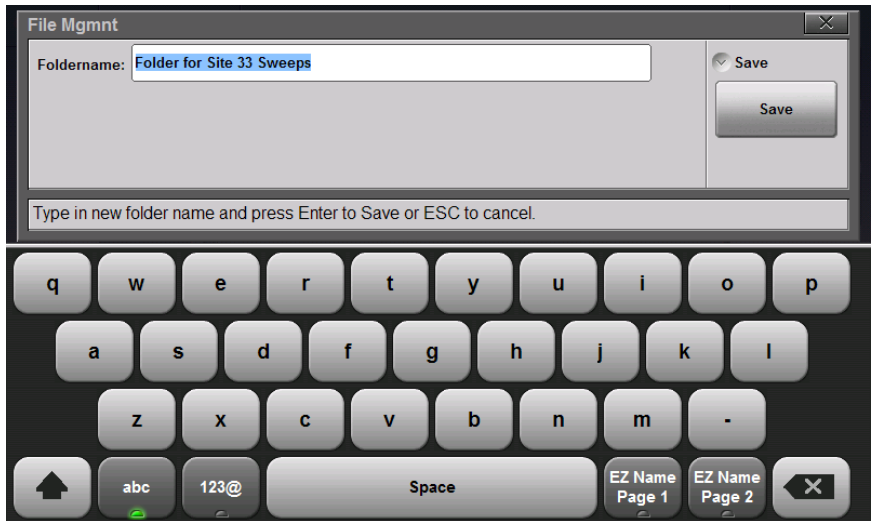 File Mgmnt
Foldername: Folder for Site 33 Sweeps
Save
Save
Type in new folder name and press Enter to Save or ESC to cancel.
q w e r t y u i o p
a s d f g h j k l
z x c v b n m -
abc 123@ Space EZ Name Page 1 EZ Name Page 2